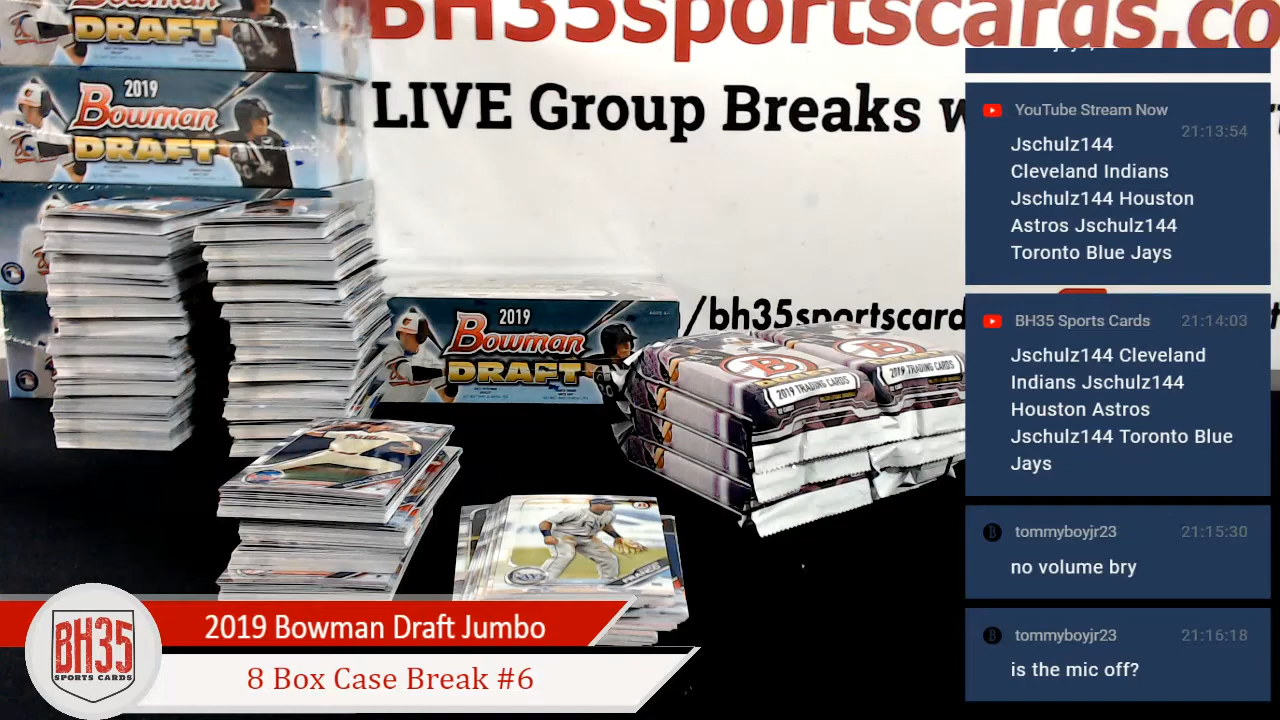 BH35sportscards.co
LIVE Group Breaks w
/bh35sportscard
Bowman
DRAFT
2019
Bowman
DRAFT
2019
Bowman
DRAFT
2019 TRADING CARDS
2019 TRADING CARDS
Phillies
YouTube Stream Now
21:13:54
Jschulz144
Cleveland Indians
Jschulz144 Houston
Astros Jschulz144
Toronto Blue Jays
BH35 Sports Cards
21:14:03
Jschulz144 Cleveland
Indians Jschulz144
Houston Astros
Jschulz144 Toronto Blue
Jays
tommyboyjr23
21:15:30
no volume bry
tommyboyjr23
21:16:18
is the mic off?
BH35
SPORTS CARDS
2019 Bowman Draft Jumbo
8 Box Case Break #6